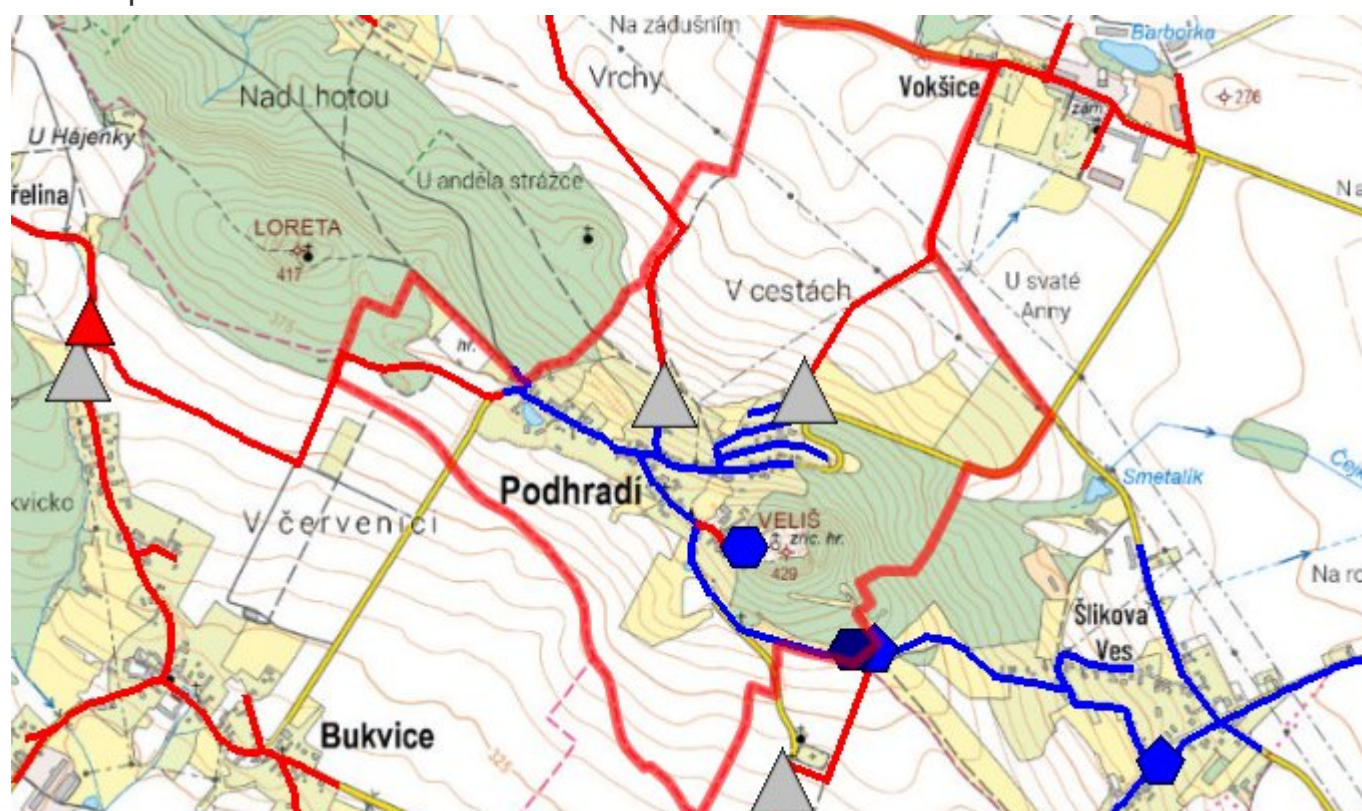 Na zádušním
Barborka
Vrchy
Vokšice
276
Nad Lhotou
zám.
U Hájenky
U anděla strážce
Na
řelina
LORETA
417
V cestách
U svaté
Anny
375
hr.
Smetalík
kvicko
Podhradí
V červenici
VELIŠ
zříc. hr.
429
Na ro
Šlikova
Ves
Bukvice
325